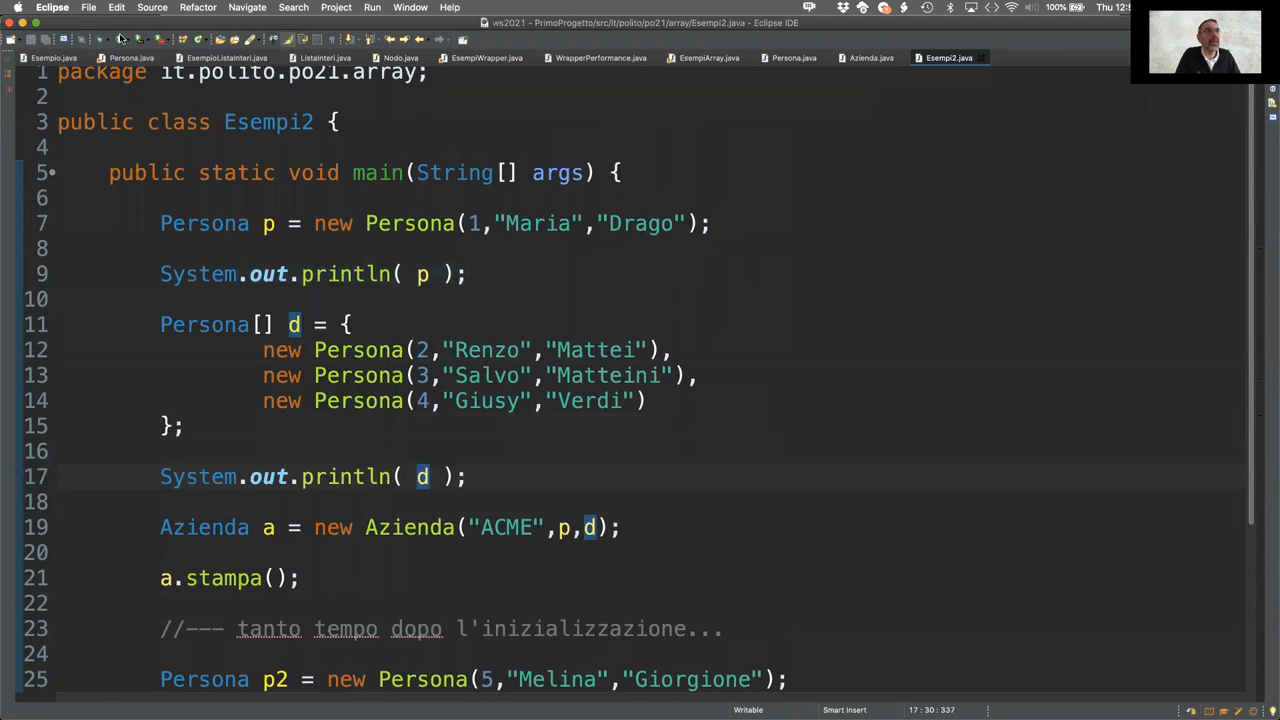 Eclipse File Edit Source Refactor Navigate Search Project Run Window Help 100% Thu 12:5
ws2021 - PrimoProgetto/src/it/polito/po21/array/Esempi2.java - Eclipse IDE
Esempio.java Persona.java EsempioListaInteri.java ListaInteri.java Nodo.java EsempiWrapper.java WrapperPerformance.java EsempiArray.java Persona.java Azienda.java Esempi2.java
1 package it.polito.po21.array;
2
3 public class Esempi2 {
4
5 public static void main(String[] args) {
6
7 Persona p = new Persona(1,"Maria","Drago");
8
9 System.out.println( p );
10
11 Persona[] d = {
12 new Persona(2,"Renzo","Mattei"),
13 new Persona(3,"Salvo","Matteini"),
14 new Persona(4,"Giusy","Verdi")
15 };
16
17 System.out.println( d );
18
19 Azienda a = new Azienda("ACME",p,d);
20
21 a.stampa();
22
23 //--- tanto tempo dopo l'inizializzazione...
24
25 Persona p2 = new Persona(5,"Melina","Giorgione");
Writable Smart Insert 17 : 30 : 337